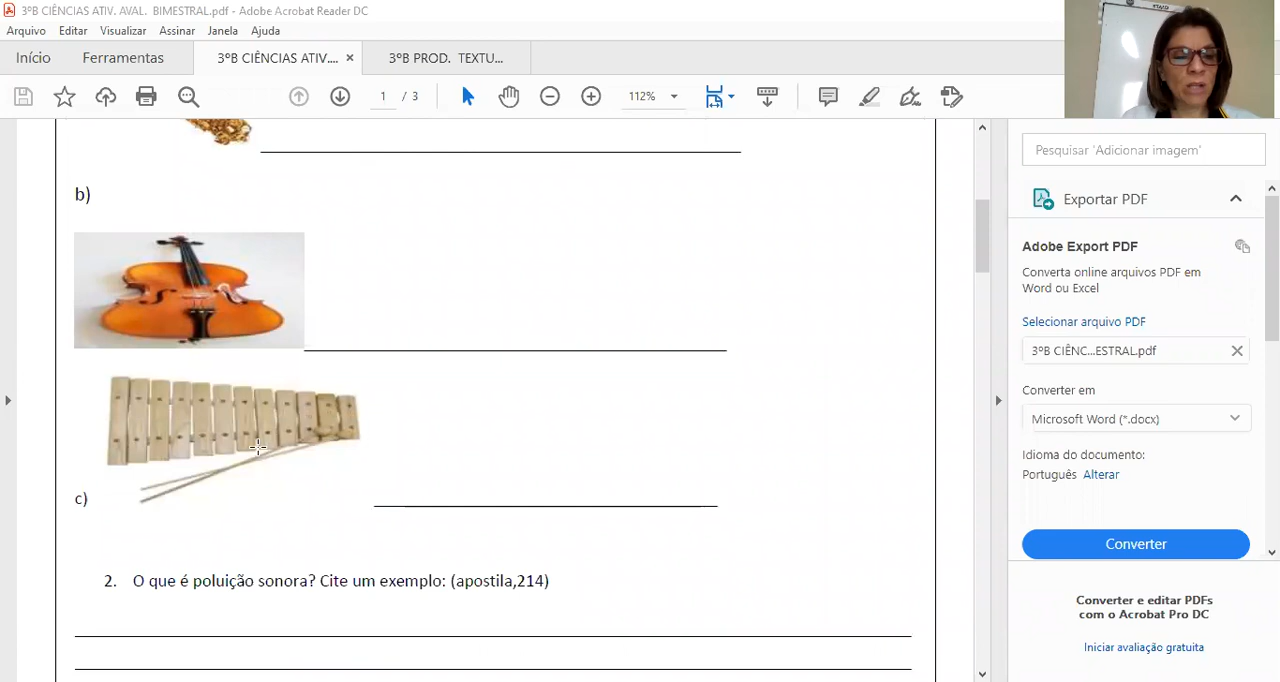 3ºB CIÊNCIAS ATIV. AVAL. BIMESTRAL.pdf - Adobe Acrobat Reader DC
Arquivo Editar Visualizar Assinar Janela Ajuda
Início Ferramentas 3ºB CIÊNCIAS ATIV.... × 3ºB PROD. TEXTU...
1 / 3 112%
b)
c)
2. O que é poluição sonora? Cite um exemplo: (apostila,214)
Pesquisar 'Adicionar imagem'
Exportar PDF
Adobe Export PDF
Converta online arquivos PDF em
Word ou Excel
Selecionar arquivo PDF
3ºB CIÊNC...ESTRAL.pdf
Converter em
Microsoft Word (*.docx)
Idioma do documento:
Português Alterar
Converter
Converter e editar PDFs
com o Acrobat Pro DC
Iniciar avaliação gratuita